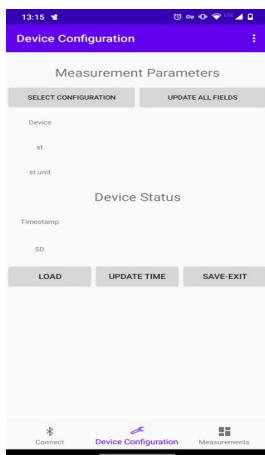 13:15 LTE
Device Configuration
Measurement Parameters
SELECT CONFIGURATION UPDATE ALL FIELDS
Device
st
st unit
Device Status
Timestamp
SD
LOAD UPDATE TIME SAVE-EXIT
Connect Device Configuration Measurements